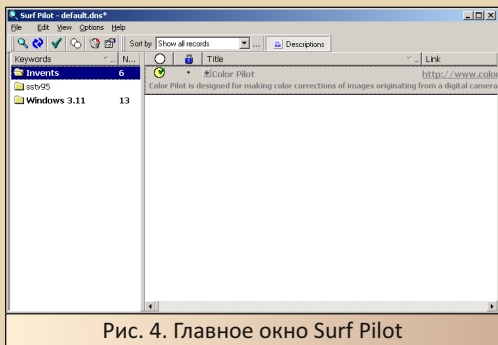 Surf Pilot - default.dns*
File Edit View Options Help
Sort by Show all records ... Descriptions
Keywords ... N... Title ... Link
Invents 6
sstv95
Windows 3.11 13
Color Pilot http://www.color
Color Pilot is designed for making color corrections of images originating from a digital camera
Рис. 4. Главное окно Surf Pilot